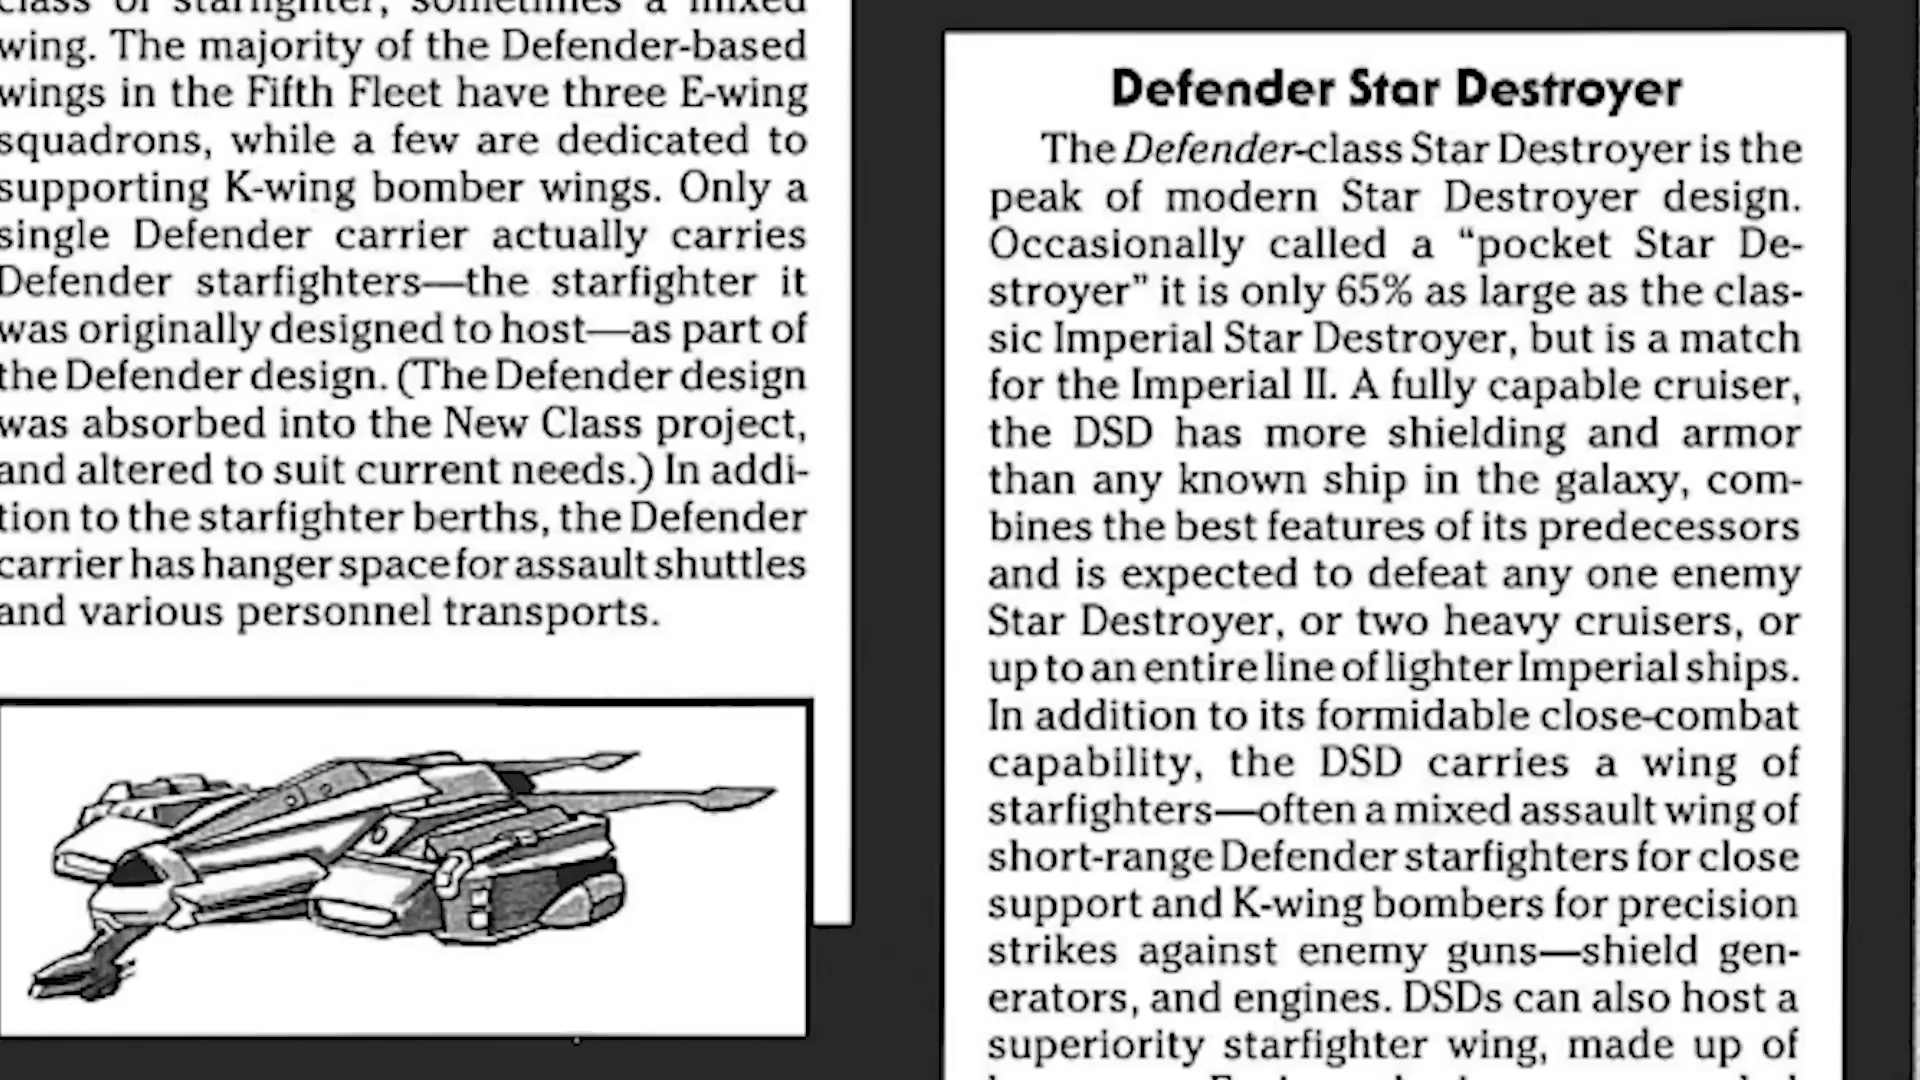 class of starfighter, sometimes a mixed
wing. The majority of the Defender-based
wings in the Fifth Fleet have three E-wing
squadrons, while a few are dedicated to
supporting K-wing bomber wings. Only a
single Defender carrier actually carries
Defender starfighters—the starfighter it
was originally designed to host—as part of
the Defender design. (The Defender design
was absorbed into the New Class project,
and altered to suit current needs.) In addi-
tion to the starfighter berths, the Defender
carrier has hanger space for assault shuttles
and various personnel transports.
Defender Star Destroyer
The Defender-class Star Destroyer is the
peak of modern Star Destroyer design.
Occasionally called a “pocket Star De-
stroyer” it is only 65% as large as the clas-
sic Imperial Star Destroyer, but is a match
for the Imperial II. A fully capable cruiser,
the DSD has more shielding and armor
than any known ship in the galaxy, com-
bines the best features of its predecessors
and is expected to defeat any one enemy
Star Destroyer, or two heavy cruisers, or
up to an entire line of lighter Imperial ships.
In addition to its formidable close-combat
capability, the DSD carries a wing of
starfighters—often a mixed assault wing of
short-range Defender starfighters for close
support and K-wing bombers for precision
strikes against enemy guns—shield gen-
erators, and engines. DSDs can also host a
superiority starfighter wing, made up of